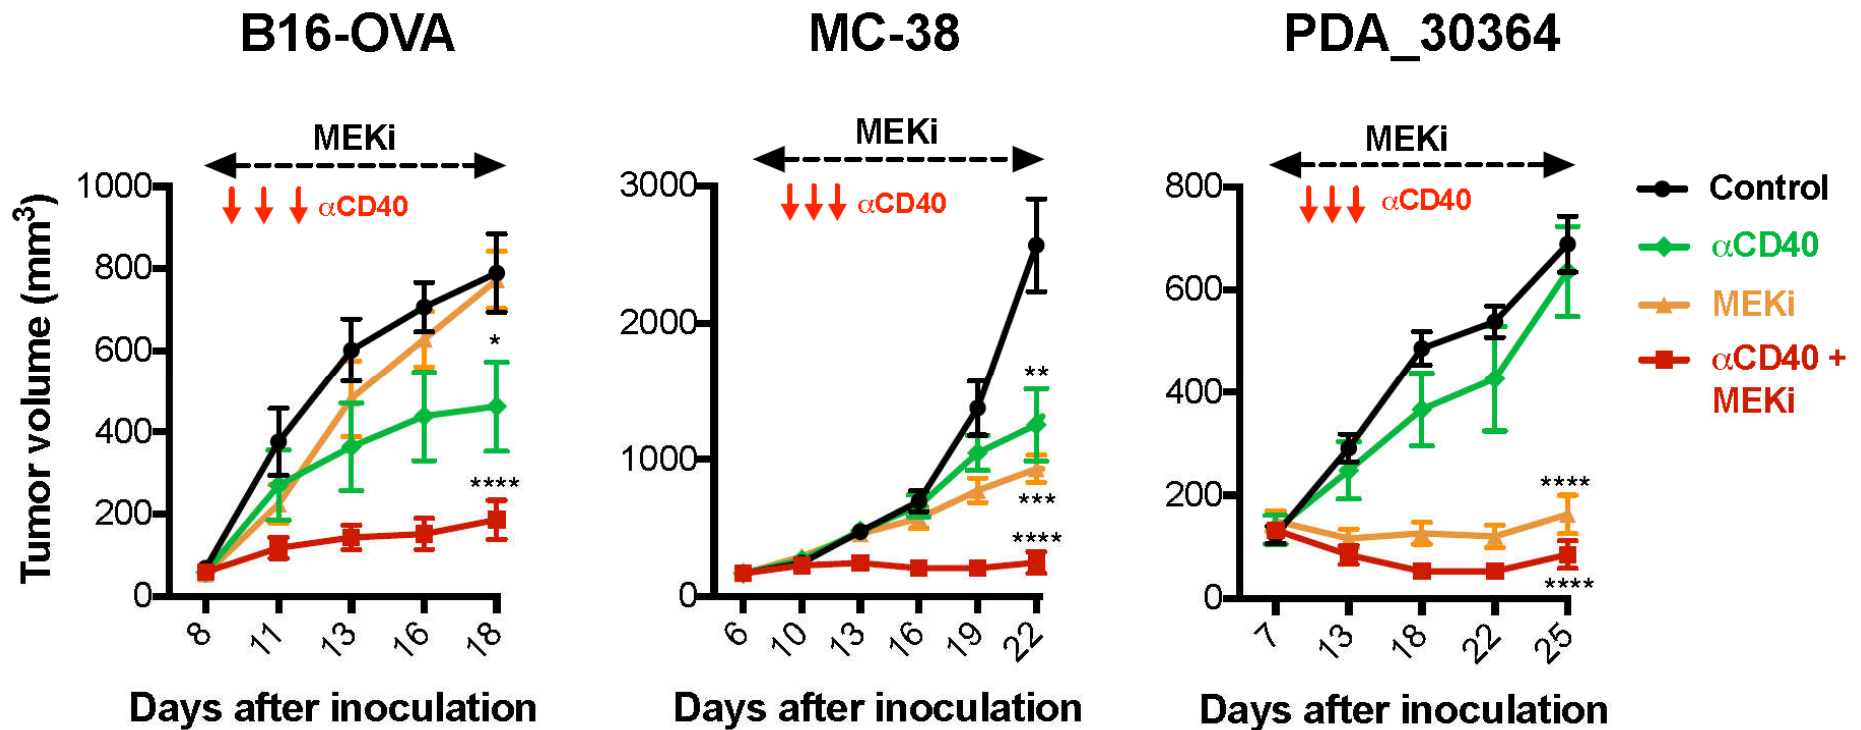 B16-OVA
MC-38
PDA_30364
MEKi
MEKi
MEKi
αCD40
αCD40
αCD40
Tumor volume (mm³)
1000
800
600
400
200
0
*
****
8
11
13
16
18
Days after inoculation
3000
2000
1000
0
**
***
****
6
10
13
16
19
22
Days after inoculation
800
600
400
200
0
****
****
7
13
18
22
25
Days after inoculation
Control
αCD40
MEKi
αCD40 +
MEKi